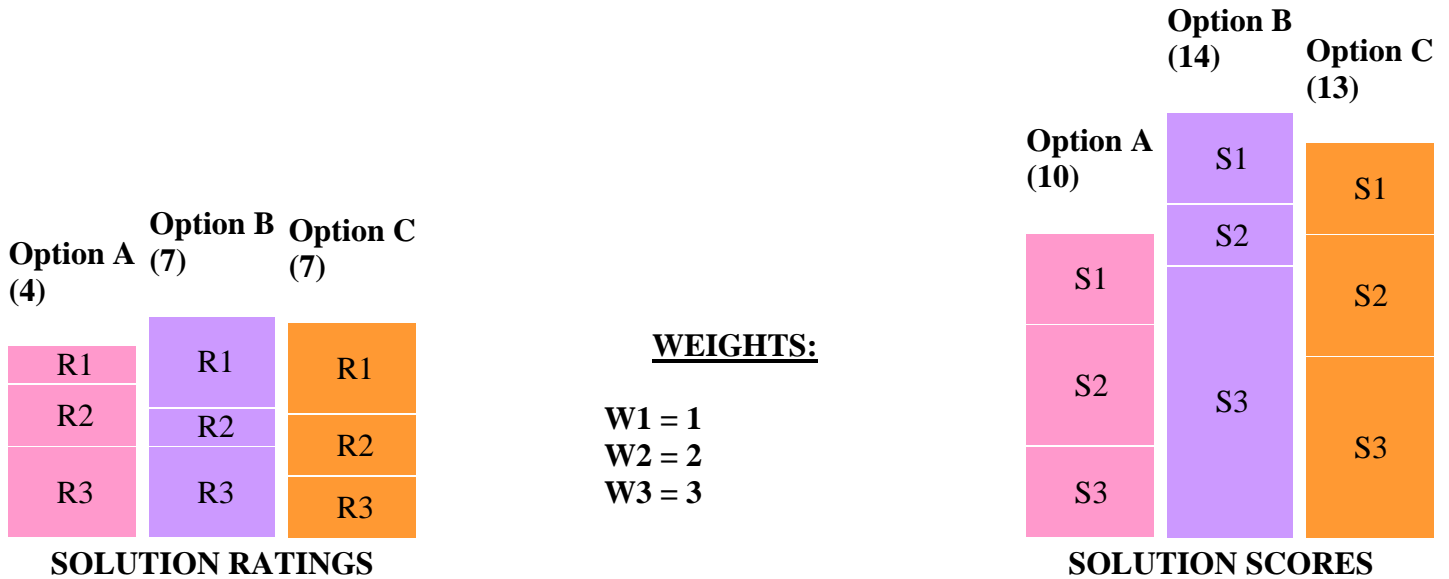 Option A
(4)
Option B
(7)
Option C
(7)
R1
R2
R3
R1
R2
R3
R1
R2
R3
SOLUTION RATINGS
WEIGHTS:
W1 = 1
W2 = 2
W3 = 3
Option A
(10)
Option B
(14)
Option C
(13)
S1
S2
S3
S1
S2
S3
S1
S2
S3
SOLUTION SCORES